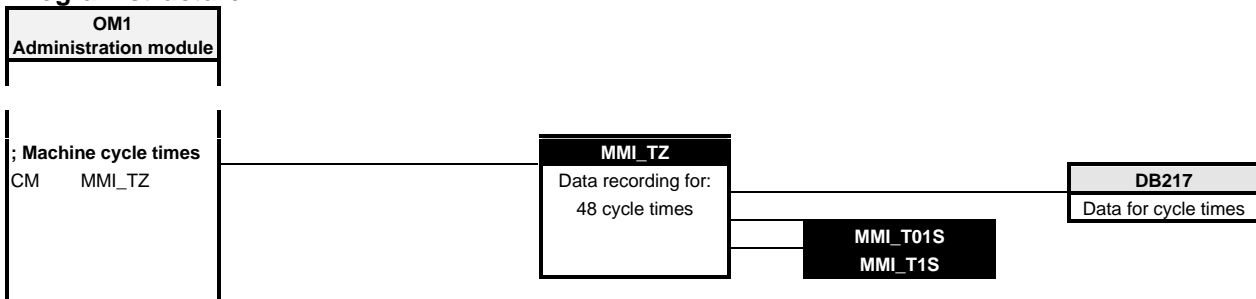 OM1
Administration module
; Machine cycle times
CM MMI_TZ
MMI_TZ
Data recording for:
48 cycle times
DB217
Data for cycle times
MMI_T01S
MMI_T1S